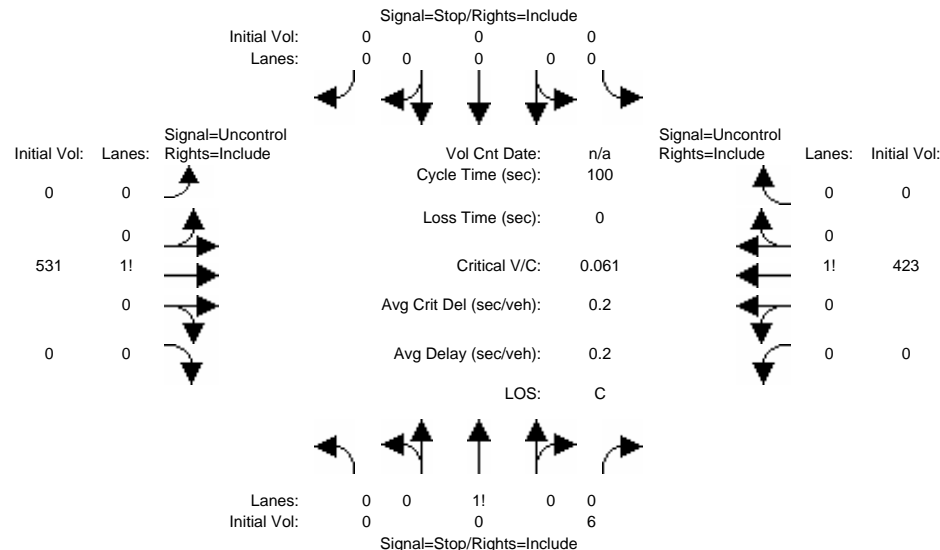 Signal=Stop/Rights=Include
Initial Vol: 0 0 0
Lanes: 0 0 0 0 0
Signal=Uncontrol Signal=Uncontrol
Initial Vol: Lanes: Rights=Include Vol Cnt Date: n/a Rights=Include Lanes: Initial Vol:
Cycle Time (sec): 100
0 0 0 0
Loss Time (sec): 0
0 0
531 1! Critical V/C: 0.061 1! 423
0 Avg Crit Del (sec/veh): 0.2 0
0 0 Avg Delay (sec/veh): 0.2 0 0
LOS: C
Lanes: 0 0 1! 0 0
Initial Vol: 0 0 6
Signal=Stop/Rights=Include